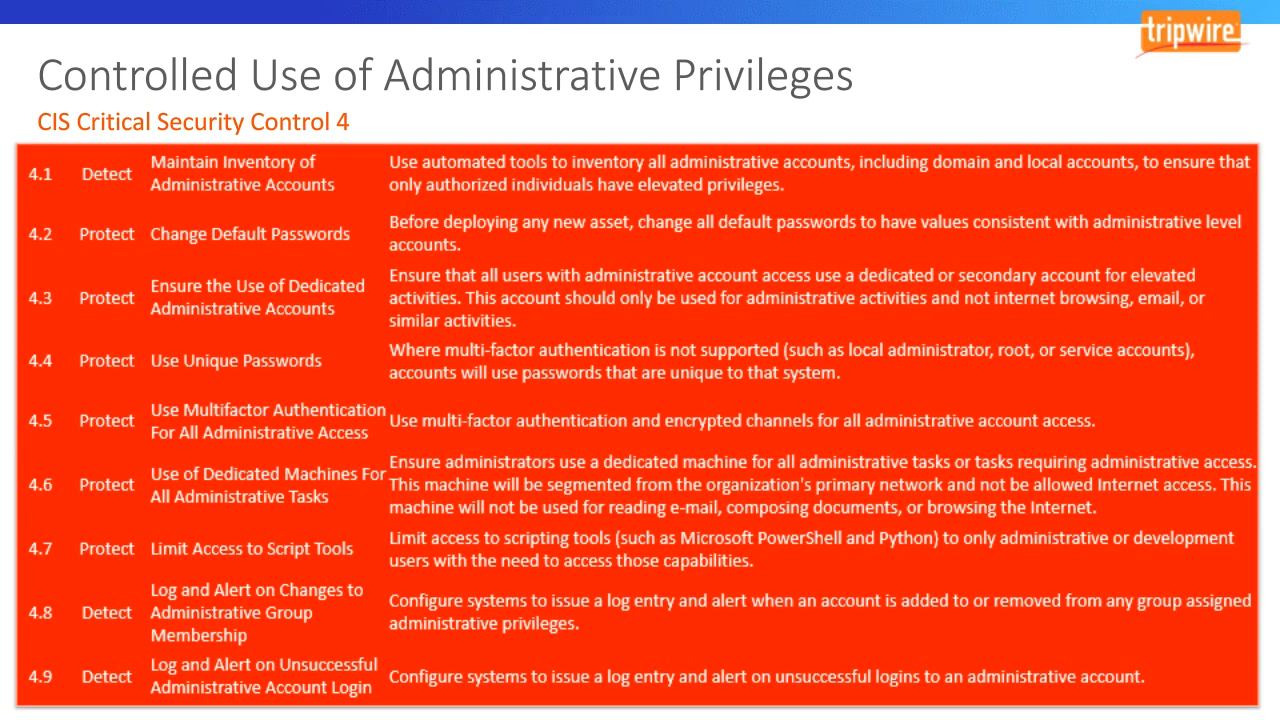 tripwire
Controlled Use of Administrative Privileges
CIS Critical Security Control 4
4.1 Detect Maintain Inventory of Administrative Accounts Use automated tools to inventory all administrative accounts, including domain and local accounts, to ensure that
only authorized individuals have elevated privileges.
4.2 Protect Change Default Passwords Before deploying any new asset, change all default passwords to have values consistent with administrative level
accounts.
4.3 Protect Ensure the Use of Dedicated Administrative Accounts Ensure that all users with administrative account access use a dedicated or secondary account for elevated
activities. This account should only be used for administrative activities and not internet browsing, email, or
similar activities.
4.4 Protect Use Unique Passwords Where multi-factor authentication is not supported (such as local administrator, root, or service accounts),
accounts will use passwords that are unique to that system.
4.5 Protect Use Multifactor Authentication For All Administrative Access Use multi-factor authentication and encrypted channels for all administrative account access.
4.6 Protect Use of Dedicated Machines For All Administrative Tasks Ensure administrators use a dedicated machine for all administrative tasks or tasks requiring administrative access.
This machine will be segmented from the organization's primary network and not be allowed Internet access. This
machine will not be used for reading e-mail, composing documents, or browsing the Internet.
4.7 Protect Limit Access to Script Tools Limit access to scripting tools (such as Microsoft PowerShell and Python) to only administrative or development
users with the need to access those capabilities.
4.8 Detect Log and Alert on Changes to Administrative Group Membership Configure systems to issue a log entry and alert when an account is added to or removed from any group assigned
administrative privileges.
4.9 Detect Log and Alert on Unsuccessful Administrative Account Login Configure systems to issue a log entry and alert on unsuccessful logins to an administrative account.